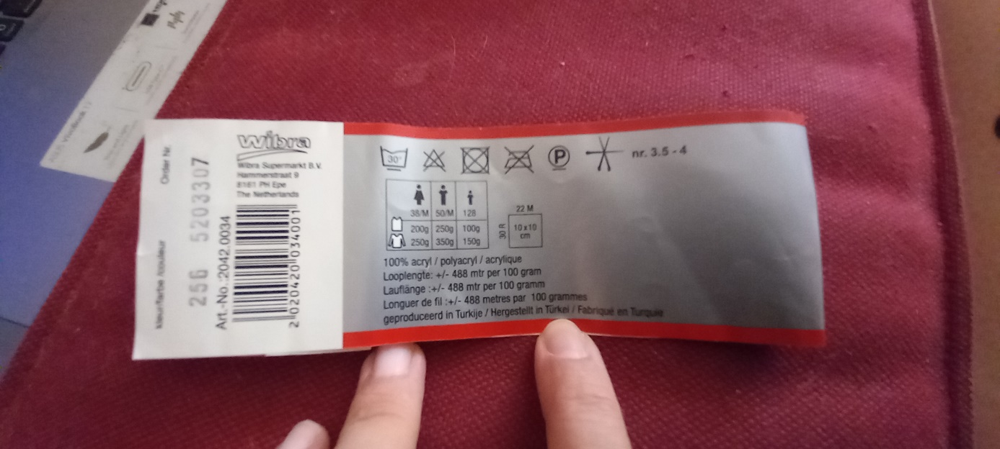 Order Nr.
kleur/farbe /couleur
256 5203307
Art.-No.:2042.0034
wibra
Wibra Supermarkt B.V.
Hammerstraat 9
8161 PH Epe
The Netherlands
2 020420 034001
30°
P
nr. 3.5 - 4
38/M 50/M 128
200g 250g 100g
250g 350g 150g
22 M
30 R
10 x 10
cm
100% acryl / polyacryl / acrylique
Looplengte: +/- 488 mtr per 100 gram
Lauflänge :+/- 488 mtr per 100 gramm
Longuer de fil :+/- 488 metres par 100 grammes
geproduceerd in Turkije / Hergestellt in Türkei / Fabriqué en Turquie